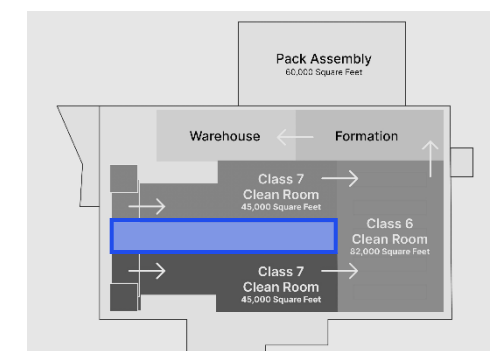 Pack Assembly
60,000 Square Feet
Warehouse
Formation
Class 7
Clean Room
45,000 Square Feet
Class 6
Clean Room
82,000 Square Feet
Class 7
Clean Room
45,000 Square Feet